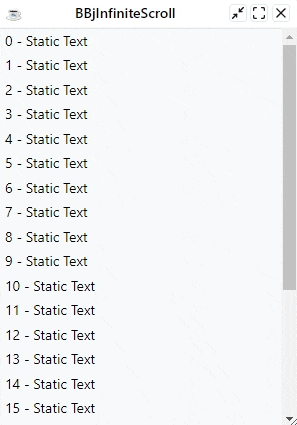 BBjInfiniteScroll
0 - Static Text
1 - Static Text
2 - Static Text
3 - Static Text
4 - Static Text
5 - Static Text
6 - Static Text
7 - Static Text
8 - Static Text
9 - Static Text
10 - Static Text
11 - Static Text
12 - Static Text
13 - Static Text
14 - Static Text
15 - Static Text